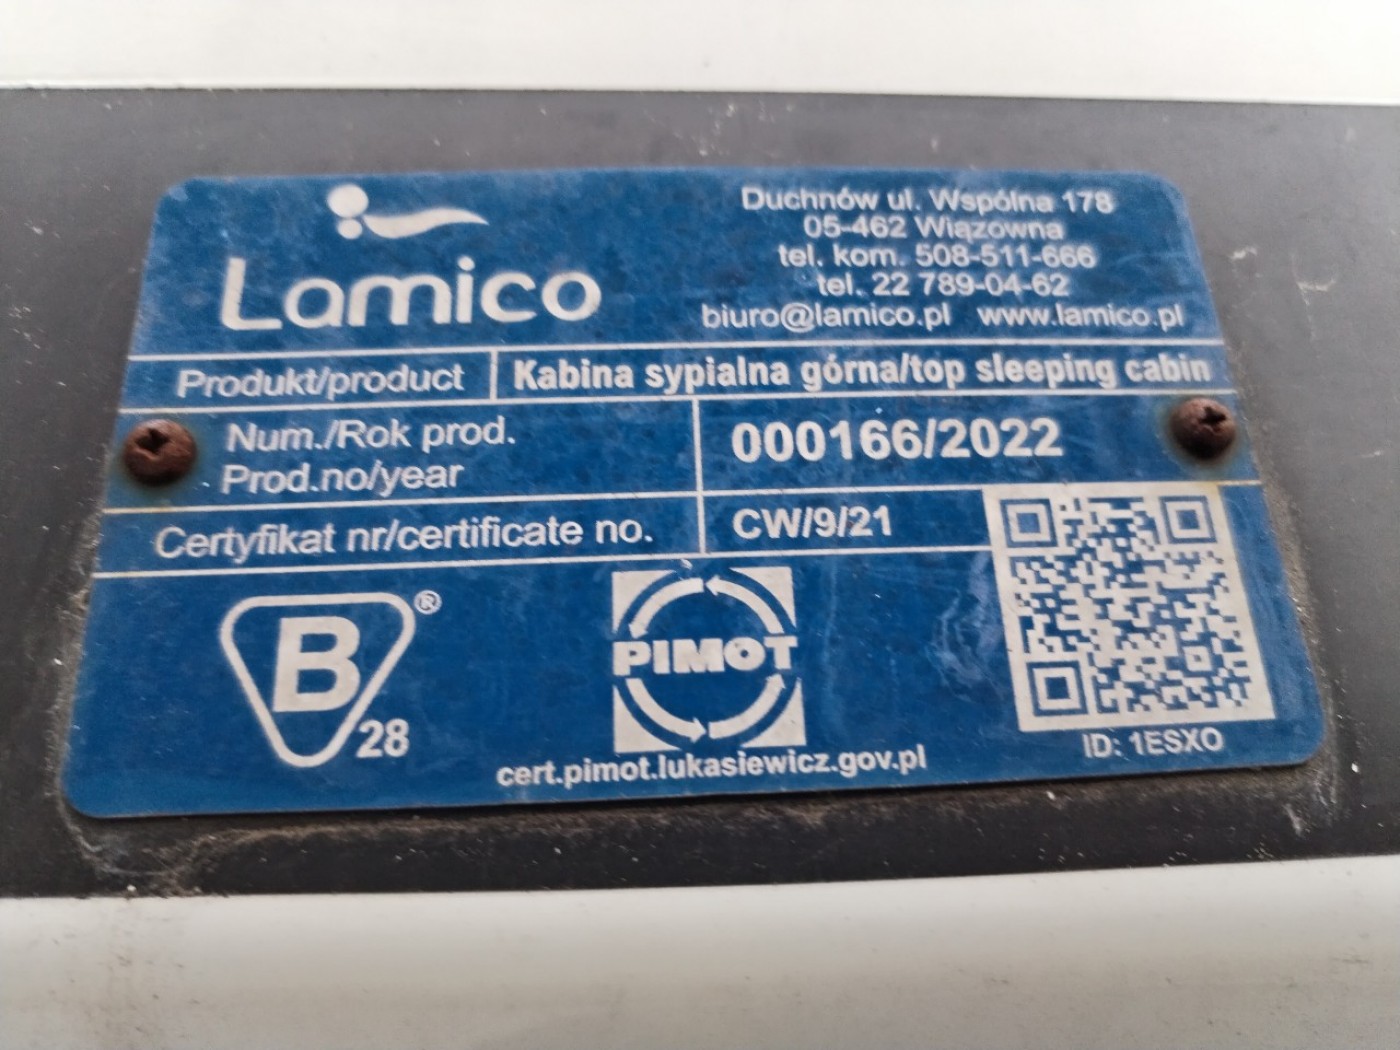 Lamico
Duchnów ul. Wspólna 178
05-462 Wiązowna
tel. kom. 508-511-666
tel. 22 789-04-62
biuro@lamico.pl www.lamico.pl
Produkt/product Kabina sypialna górna/top sleeping cabin
Num./Rok prod.
Prod.no/year
000166/2022
Certyfikat nr/certificate no. CW/9/21
B®
28
PIMOT
cert.pimot.lukasiewicz.gov.pl
ID: 1ESXO